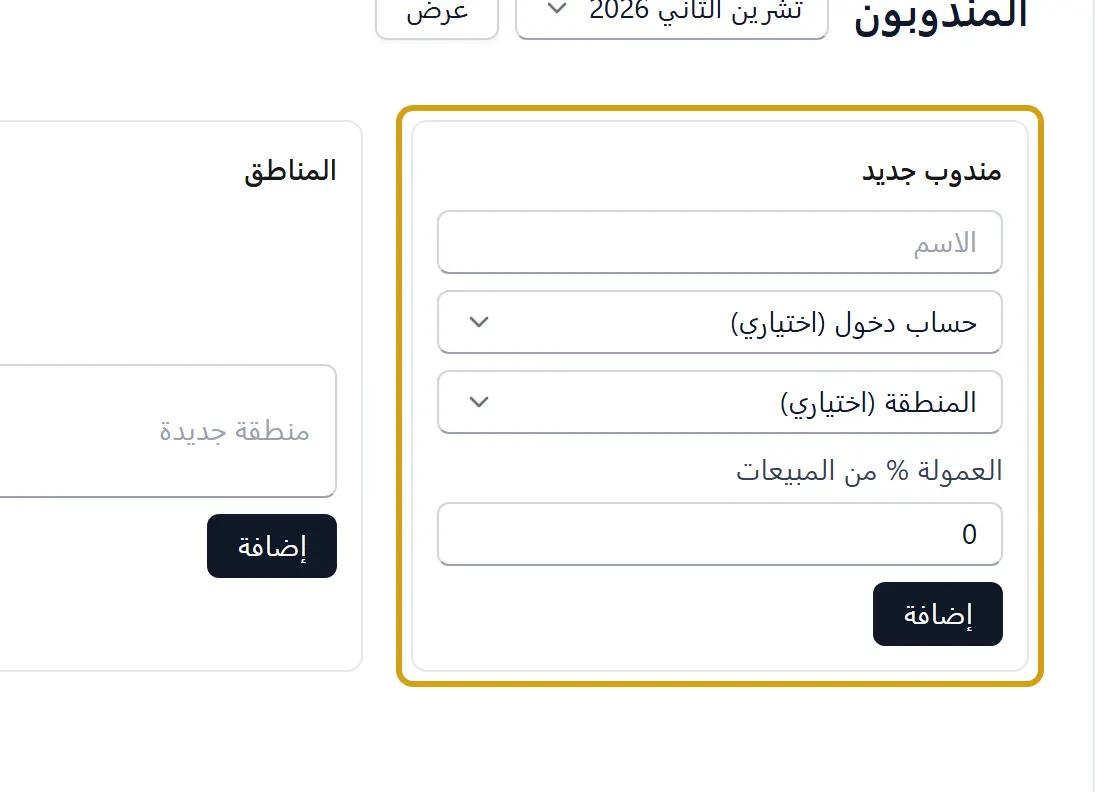 المندوبون
تشرين الثاني 2026
عرض
مندوب جديد
الاسم
حساب دخول (اختياري)
المنطقة (اختياري)
العمولة % من المبيعات
0
إضافة
المناطق
منطقة جديدة
إضافة